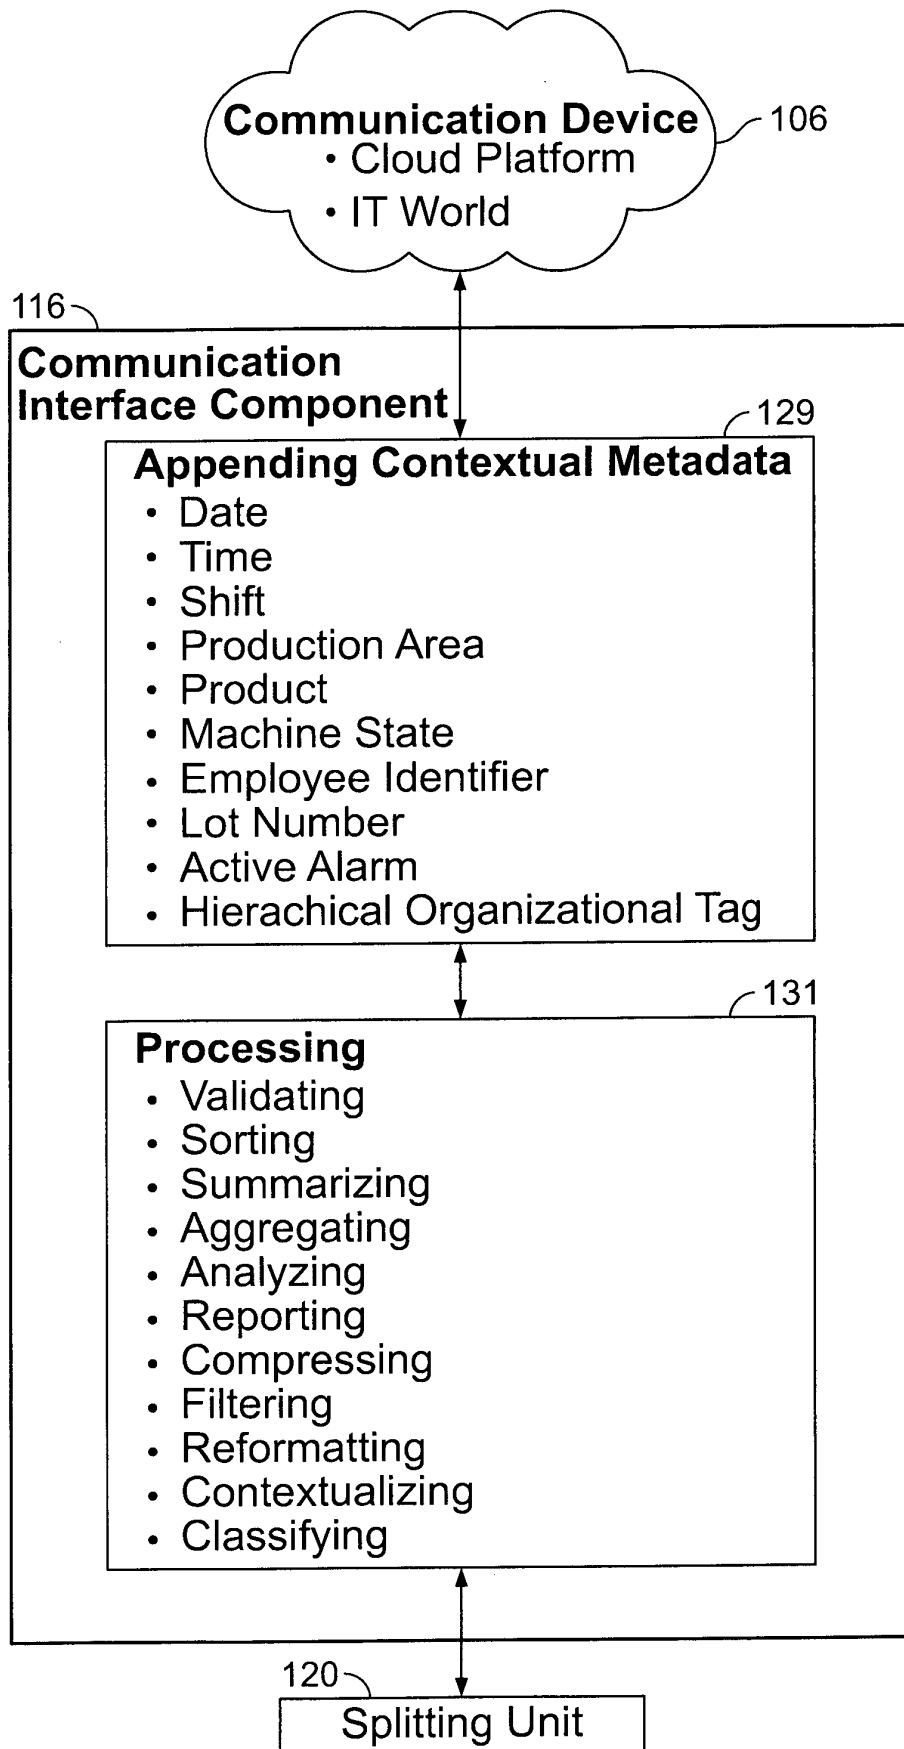 Communication Device
106
• Cloud Platform
• IT World
116
Communication
Interface Component
129
Appending Contextual Metadata
• Date
• Time
• Shift
• Production Area
• Product
• Machine State
• Employee Identifier
• Lot Number
• Active Alarm
• Hierachical Organizational Tag
131
Processing
• Validating
• Sorting
• Summarizing
• Aggregating
• Analyzing
• Reporting
• Compressing
• Filtering
• Reformatting
• Contextualizing
• Classifying
120
Splitting Unit